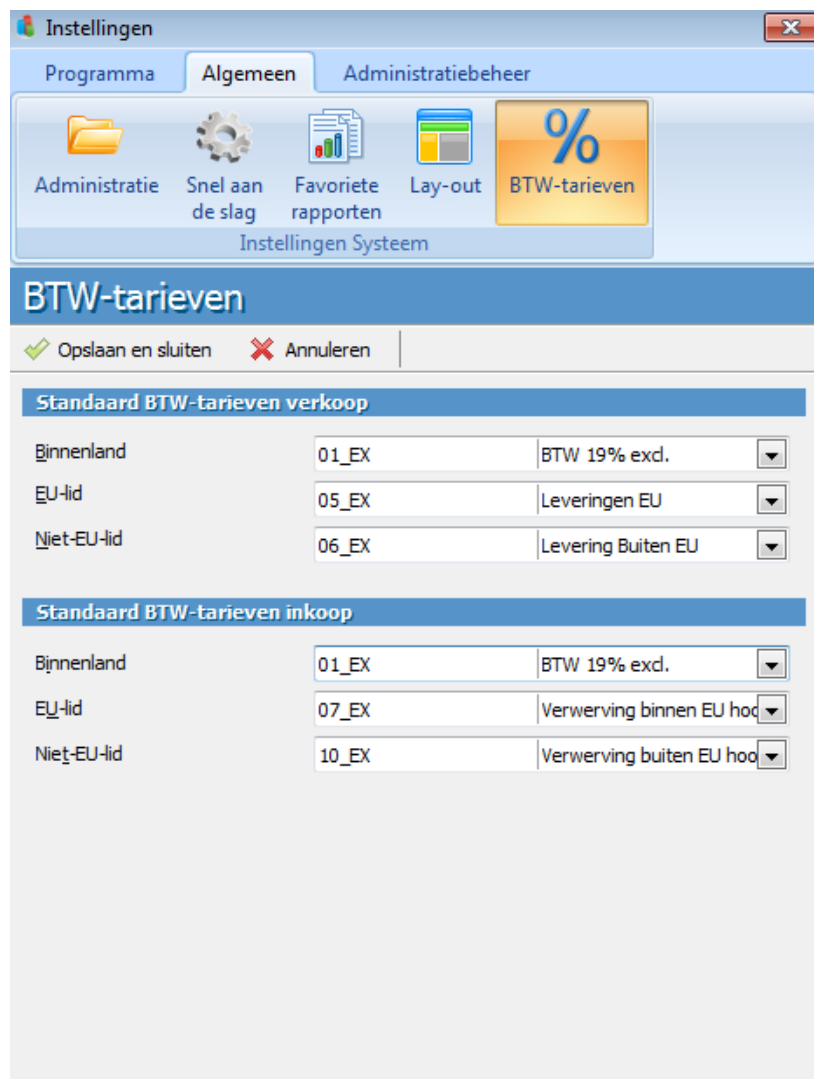 Instellingen
Programma Algemeen Administratiebeheer
Administratie Snel aan de slag Favoriete rapporten Lay-out % BTW-tarieven
Instellingen Systeem
BTW-tarieven
Opslaan en sluiten Annuleren
Standaard BTW-tarieven verkoop
Binnenland 01_EX BTW 19% excl.
EU-lid 05_EX Leveringen EU
Niet-EU-lid 06_EX Levering Buiten EU
Standaard BTW-tarieven inkoop
Binnenland 01_EX BTW 19% excl.
EU-lid 07_EX Verwerving binnen EU hoo
Niet-EU-lid 10_EX Verwerving buiten EU hoo